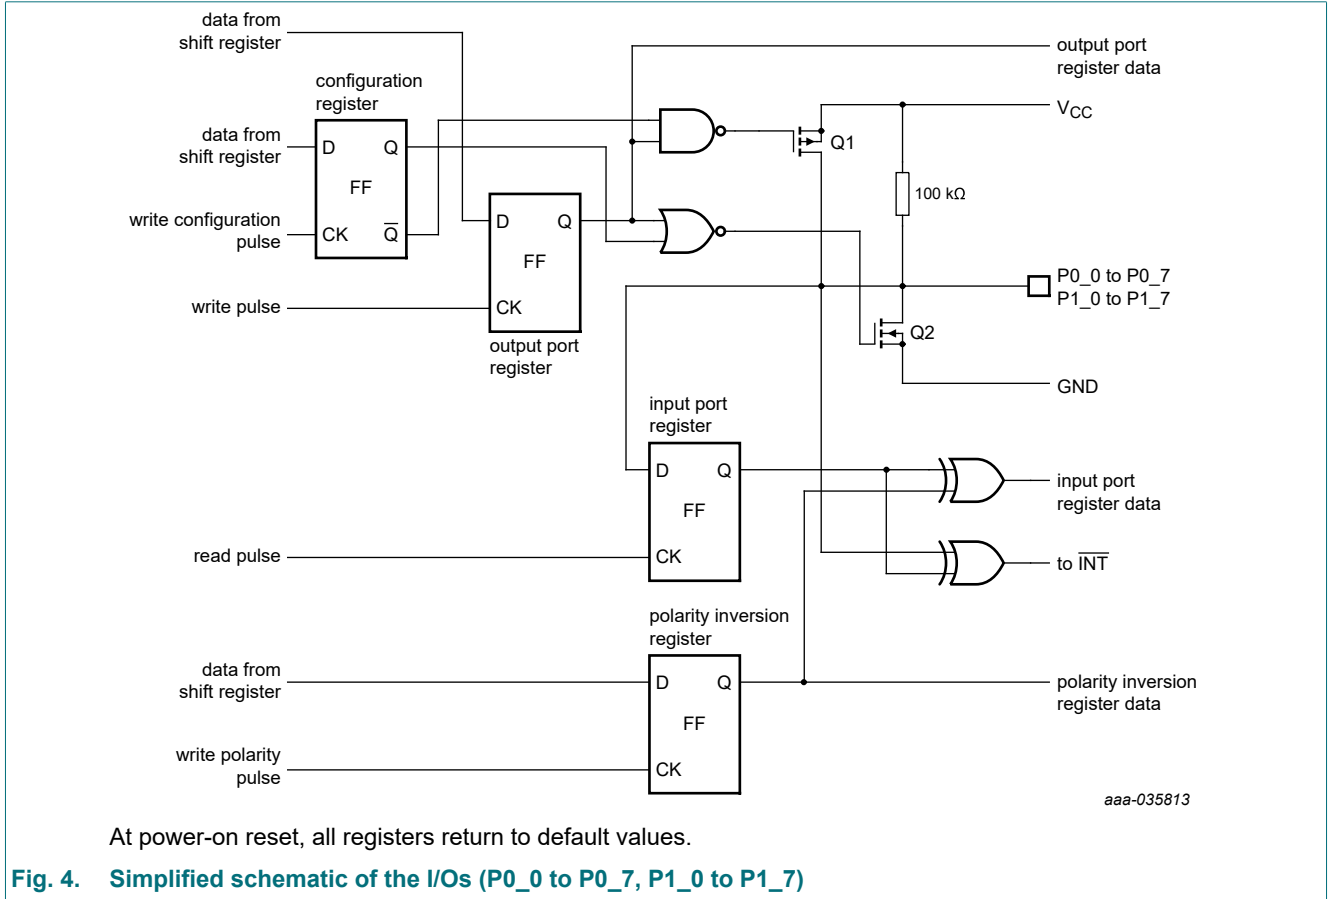 data from
shift register
output port
register data
configuration
register
VCC
data from
shift register
D
Q
Q1
FF
100 kΩ
write configuration
pulse
CK
Q̅
D
Q
FF
P0_0 to P0_7
P1_0 to P1_7
write pulse
CK
Q2
output port
register
GND
input port
register
D
Q
input port
register data
FF
read pulse
CK
to I̅N̅T̅
polarity inversion
register
data from
shift register
D
Q
polarity inversion
register data
FF
write polarity
pulse
CK
aaa-035813
At power-on reset, all registers return to default values.
Fig. 4. Simplified schematic of the I/Os (P0_0 to P0_7, P1_0 to P1_7)